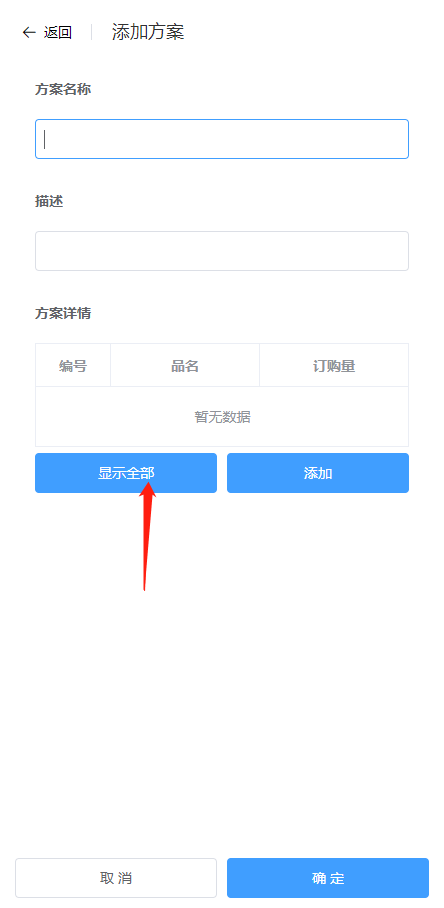 返回 添加方案
方案名称
描述
方案详情
编号 品名 订购量
暂无数据
显示全部 添加
取消 确定